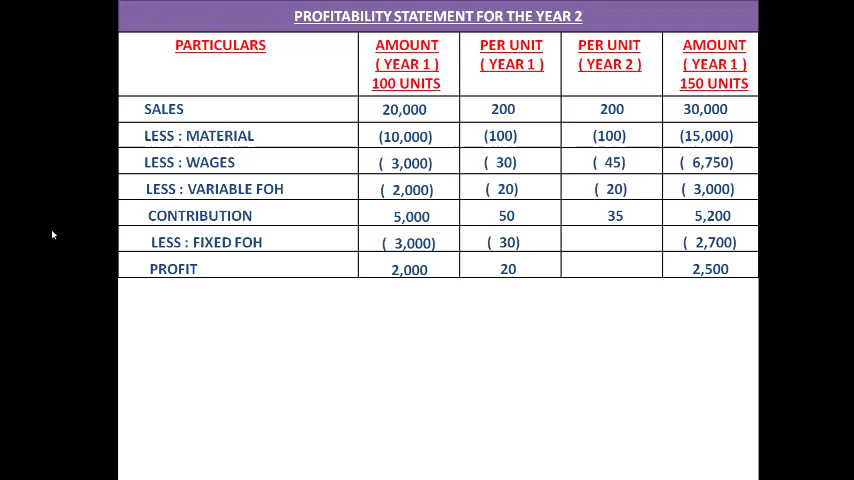 PROFITABILITY STATEMENT FOR THE YEAR 2
PARTICULARS AMOUNT PER UNIT PER UNIT AMOUNT
( YEAR 1 ) ( YEAR 1 ) ( YEAR 2 ) ( YEAR 1 )
100 UNITS 150 UNITS
SALES 20,000 200 200 30,000
LESS : MATERIAL (10,000) (100) (100) (15,000)
LESS : WAGES ( 3,000) ( 30) ( 45) ( 6,750)
LESS : VARIABLE FOH ( 2,000) ( 20) ( 20) ( 3,000)
CONTRIBUTION 5,000 50 35 5,200
LESS : FIXED FOH ( 3,000) ( 30) ( 2,700)
PROFIT 2,000 20 2,500